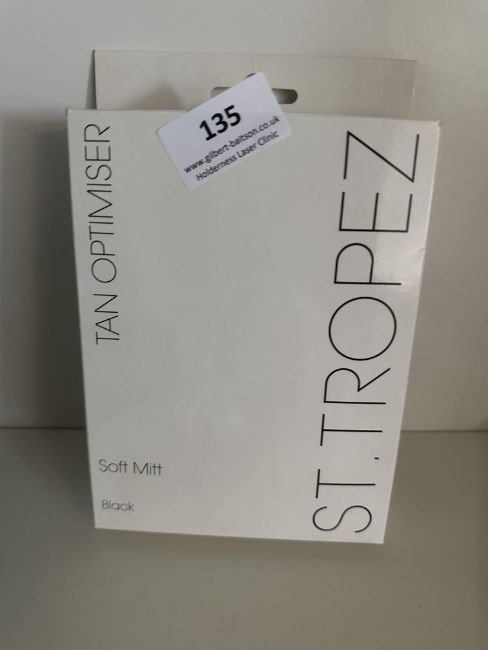 135
www.gilbert-baitson.co.uk
Holderness Laser Clinic
TAN OPTIMISER
ST.TROPEZ
Soft Mitt
Black